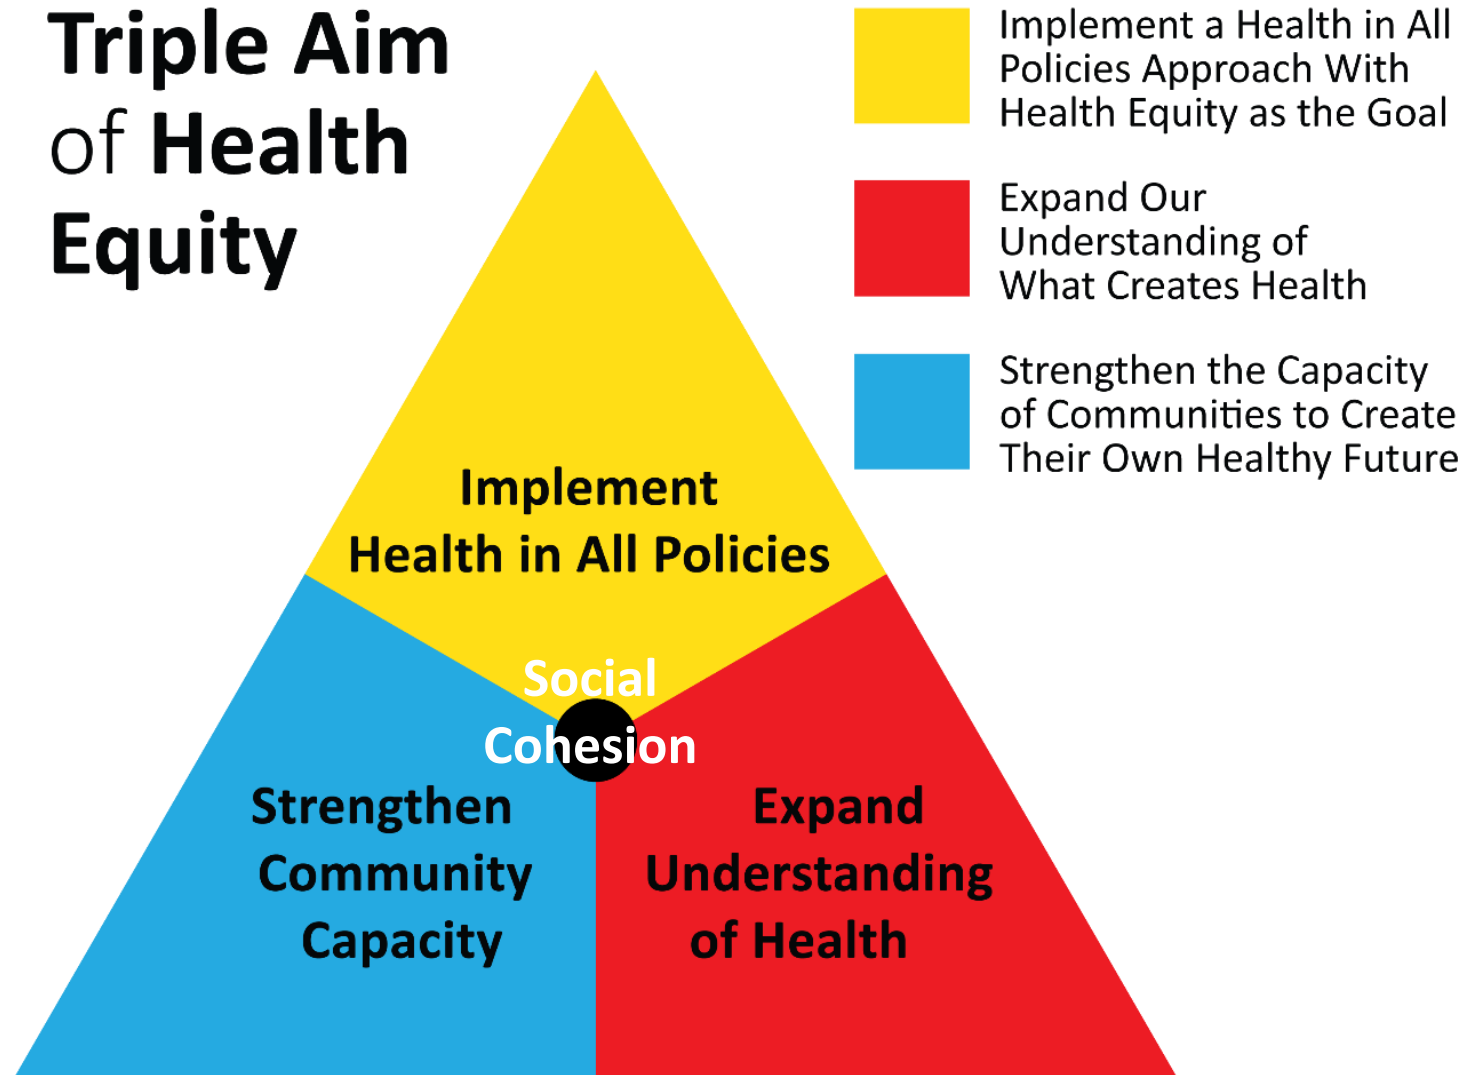 Triple Aim
of Health
Equity
Implement a Health in All
Policies Approach With
Health Equity as the Goal
Expand Our
Understanding of
What Creates Health
Strengthen the Capacity
of Communities to Create
Their Own Healthy Future
Implement
Health in All Policies
Social
Cohesion
Strengthen
Community
Capacity
Expand
Understanding
of Health